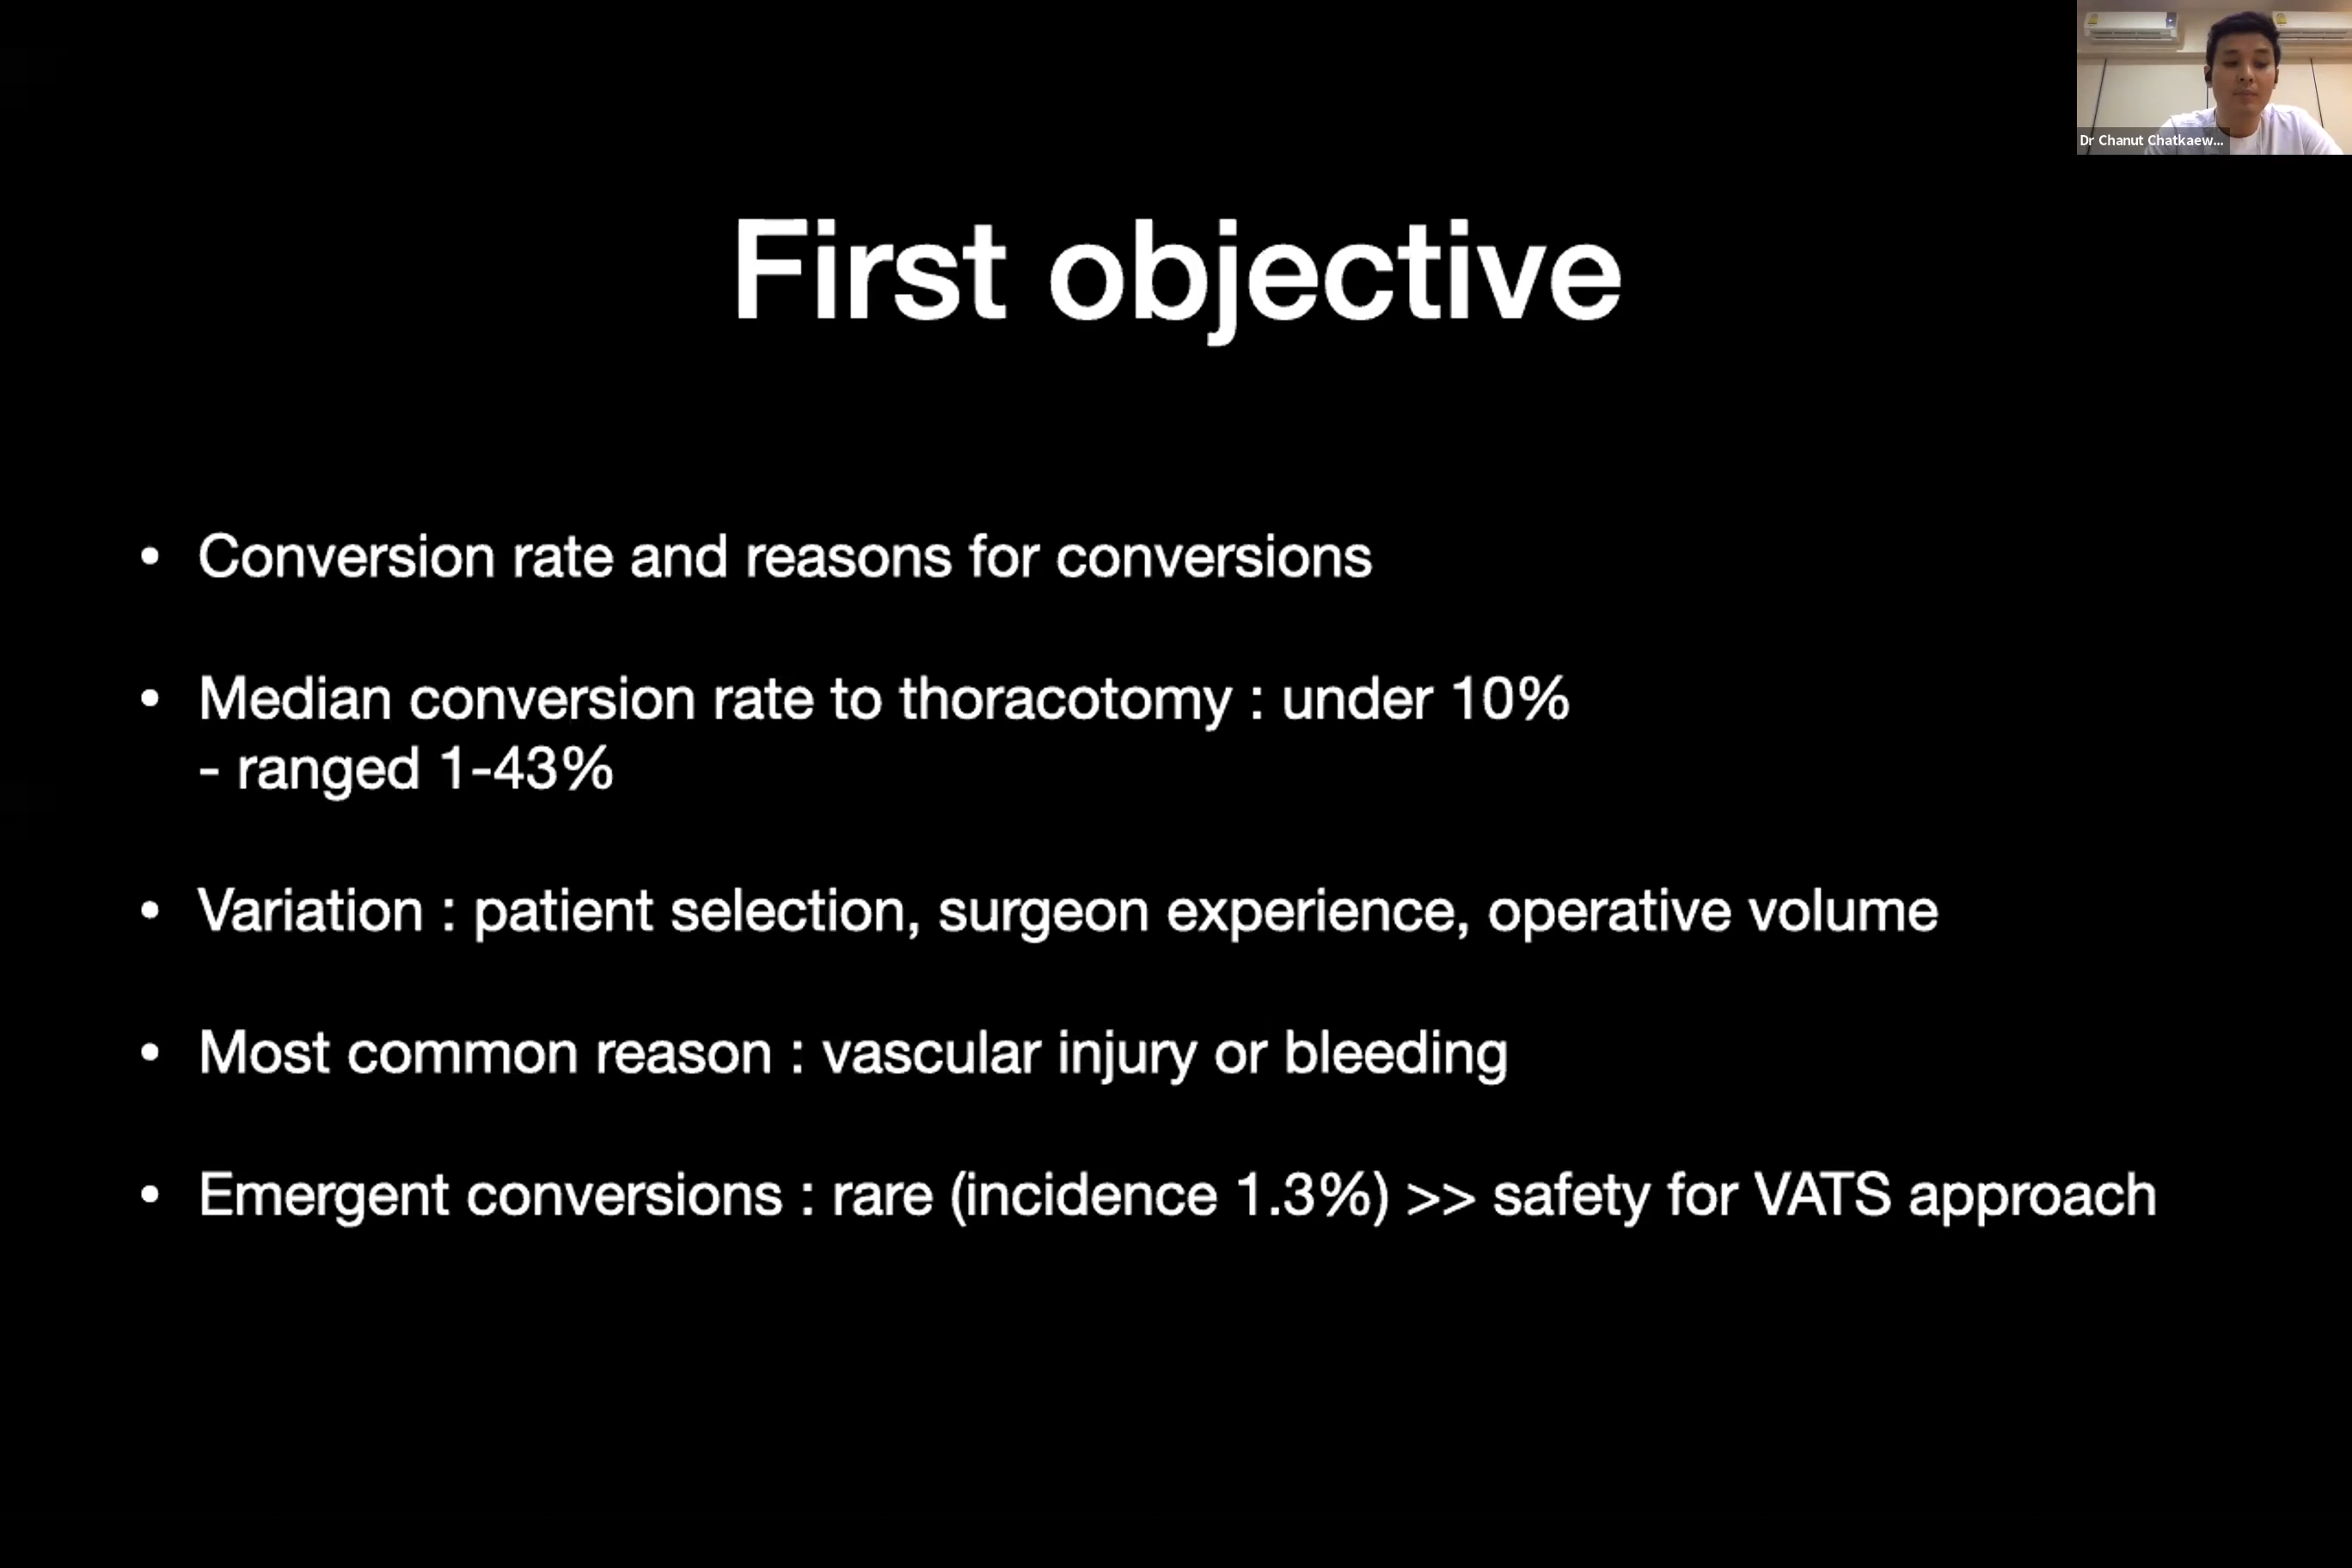 First objective
• Conversion rate and reasons for conversions
• Median conversion rate to thoracotomy : under 10%
- ranged 1-43%
• Variation : patient selection, surgeon experience, operative volume
• Most common reason : vascular injury or bleeding
• Emergent conversions : rare (incidence 1.3%) >> safety for VATS approach
Dr Chanut Chatkaew...